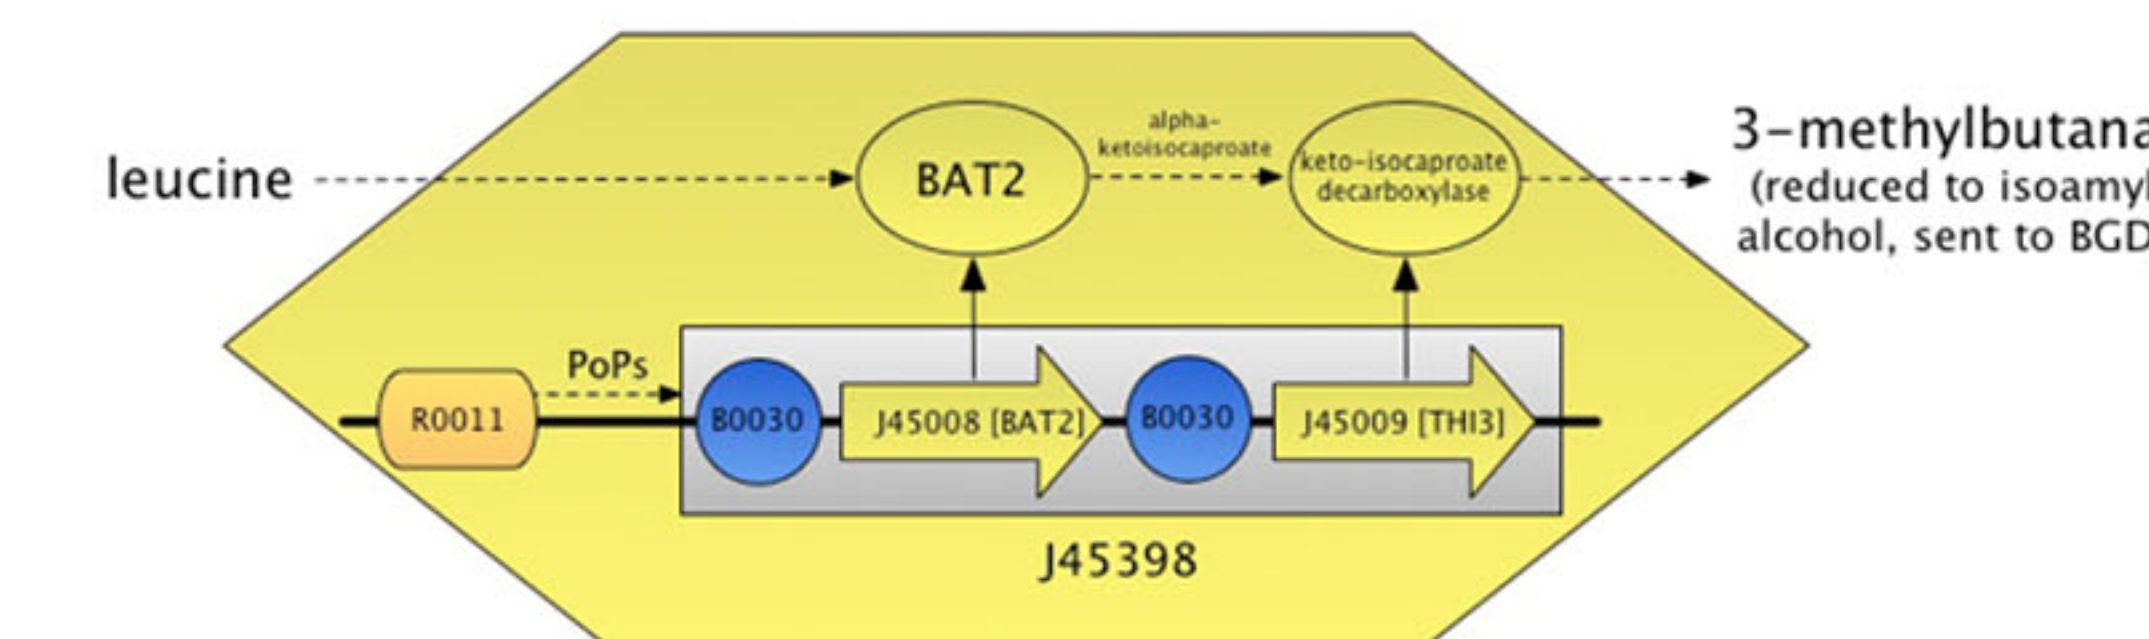 leucine
BAT2
alpha-
ketoisocaproate
keto-isocaproate
decarboxylase
3-methylbutana
(reduced to isoamyl
alcohol, sent to BGD
PoPs
R0011
B0030
J45008 [BAT2]
B0030
J45009 [THI3]
J45398